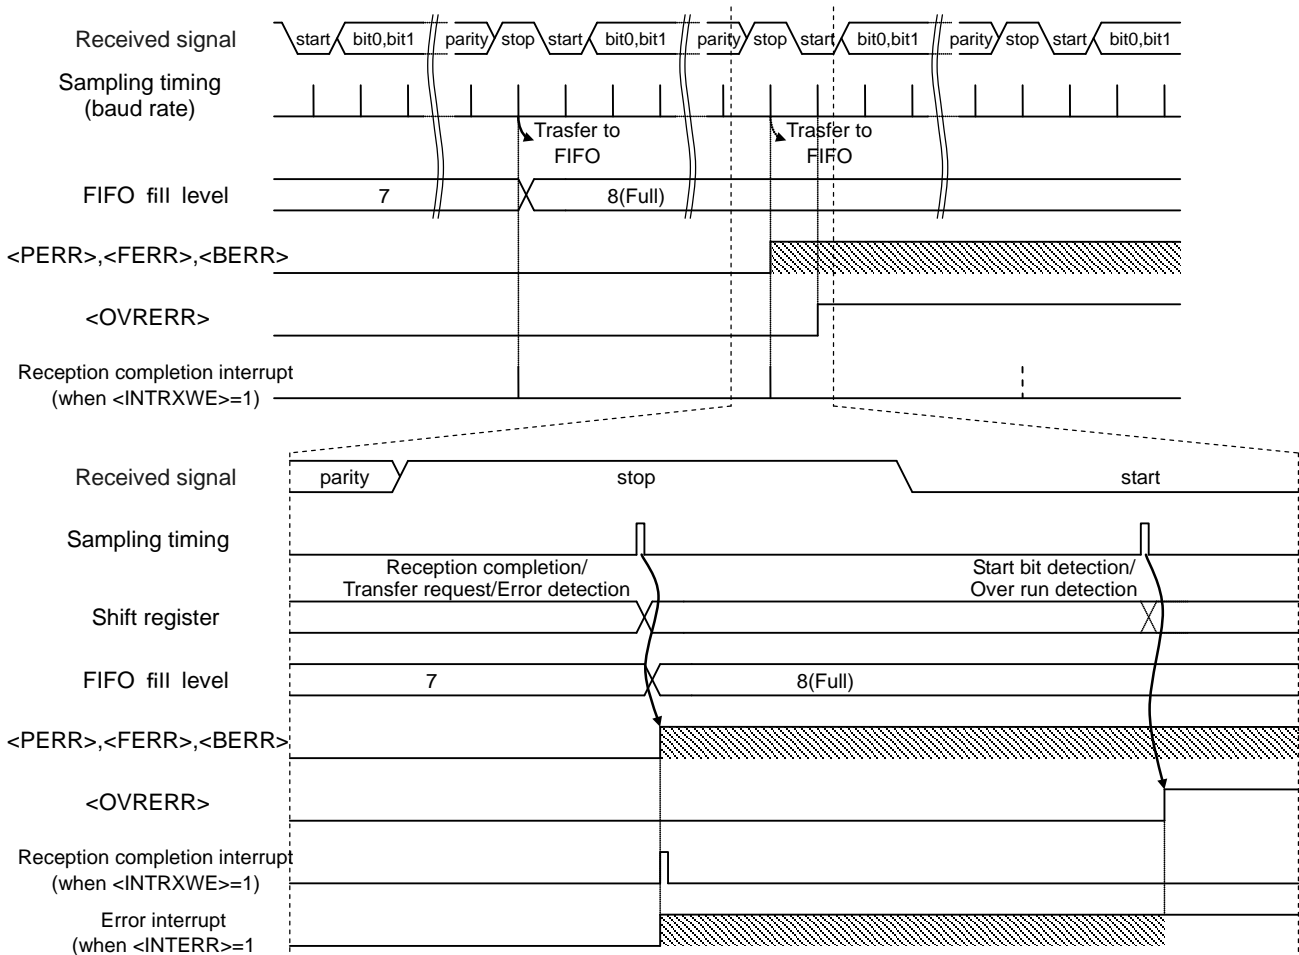 Received signal
start bit0,bit1 parity stop start bit0,bit1 parity stop start bit0,bit1 parity stop start bit0,bit1
Sampling timing
(baud rate)
Trasfer to
FIFO
Trasfer to
FIFO
FIFO fill level
7 8(Full)
<PERR>,<FERR>,<BERR>
<OVRERR>
Reception completion interrupt
(when <INTRXWE>=1)
Received signal
parity stop start
Sampling timing
Reception completion/
Transfer request/Error detection
Start bit detection/
Over run detection
Shift register
FIFO fill level
7 8(Full)
<PERR>,<FERR>,<BERR>
<OVRERR>
Reception completion interrupt
(when <INTRXWE>=1)
Error interrupt
(when <INTERR>=1